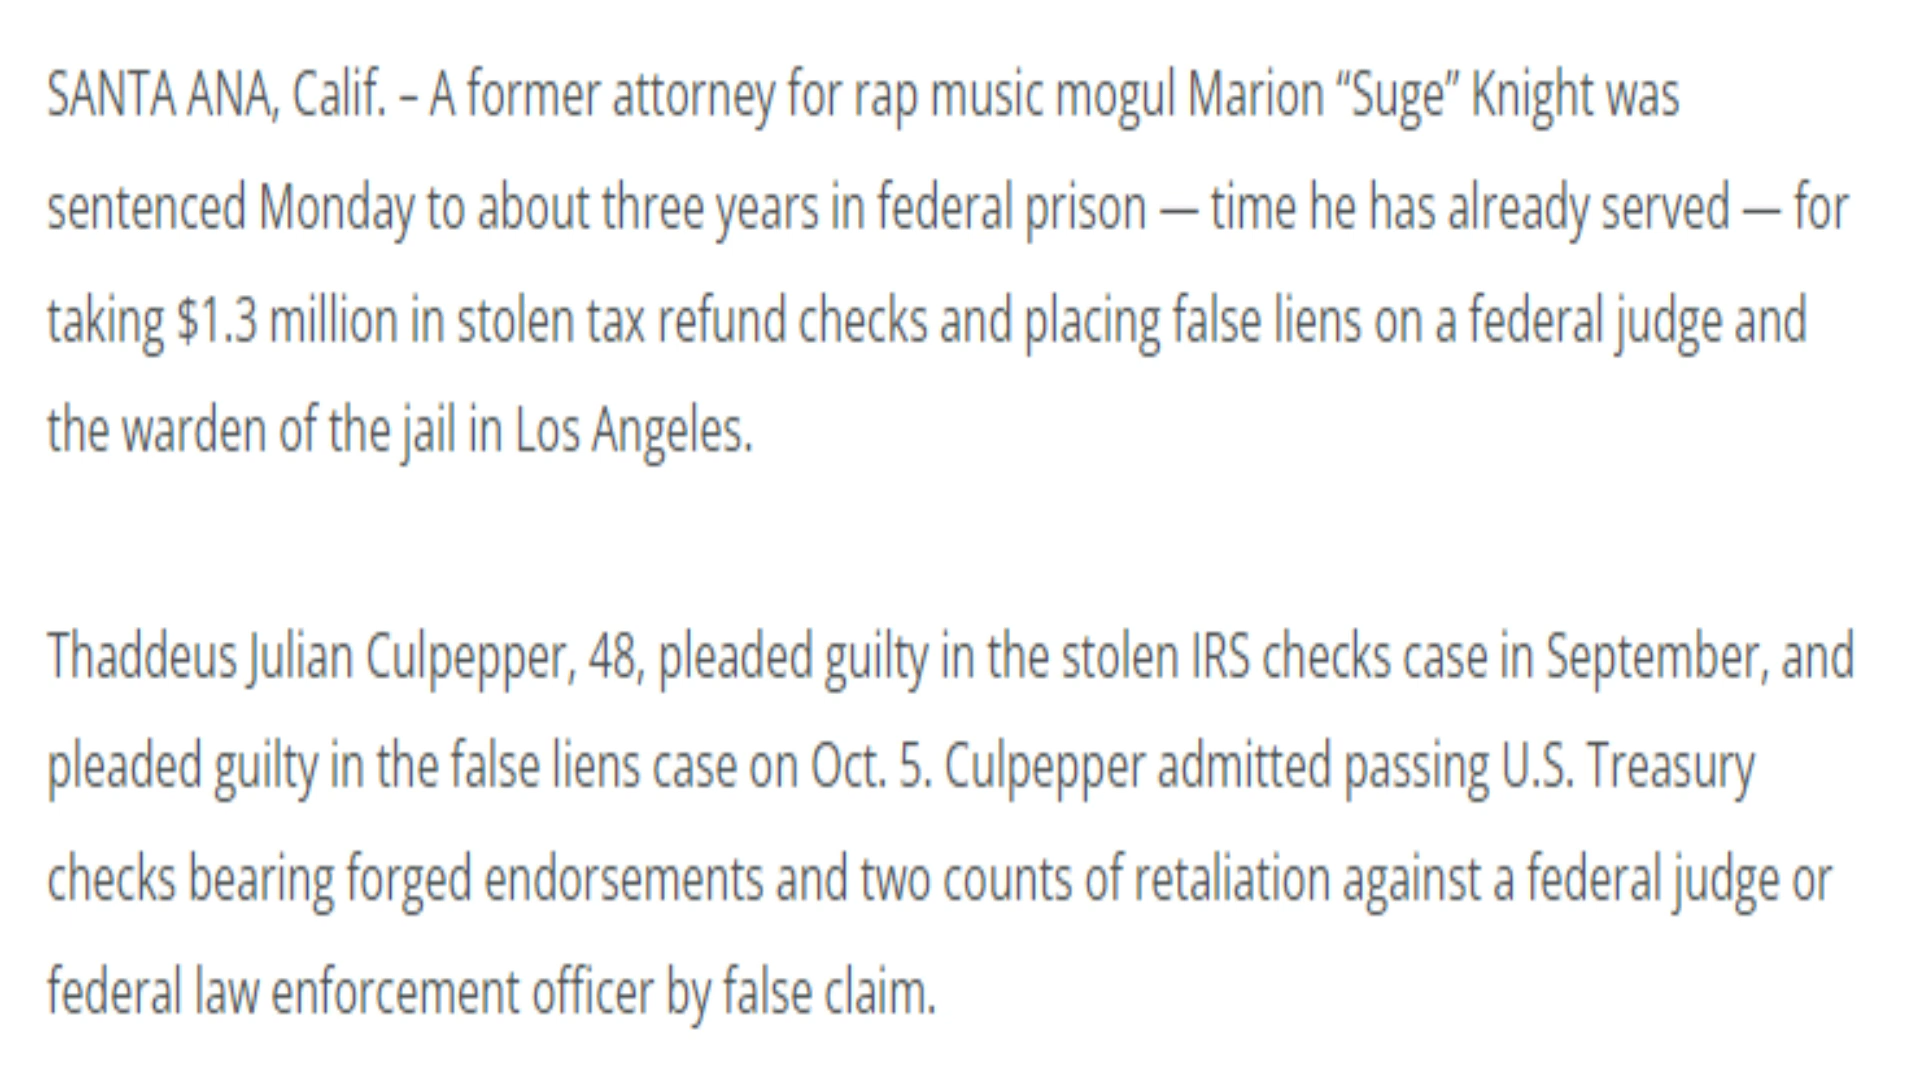 SANTA ANA, Calif. – A former attorney for rap music mogul Marion “Suge” Knight was
sentenced Monday to about three years in federal prison — time he has already served — for
taking $1.3 million in stolen tax refund checks and placing false liens on a federal judge and
the warden of the jail in Los Angeles.
Thaddeus Julian Culpepper, 48, pleaded guilty in the stolen IRS checks case in September, and
pleaded guilty in the false liens case on Oct. 5. Culpepper admitted passing U.S. Treasury
checks bearing forged endorsements and two counts of retaliation against a federal judge or
federal law enforcement officer by false claim.